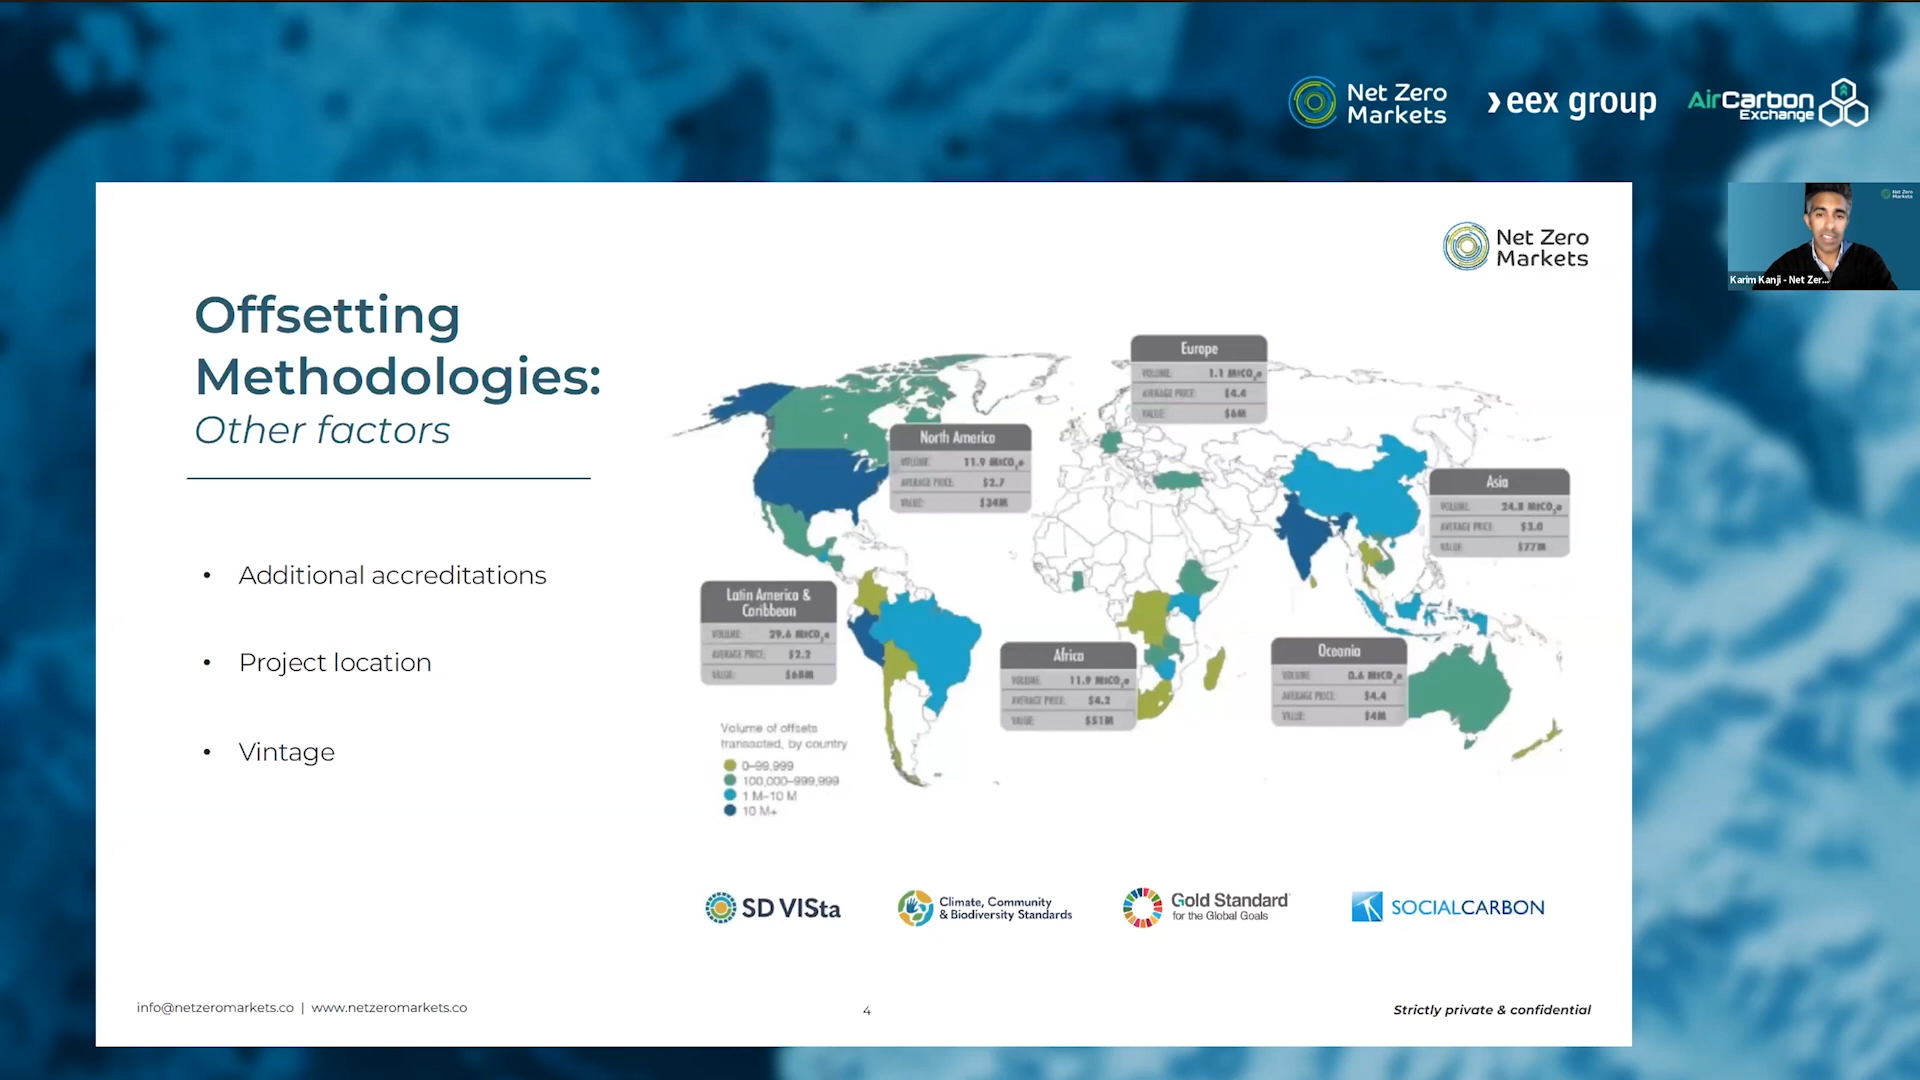 Net Zero
Markets
eex group
AirCarbon
Exchange
Net Zero
Markets
Karim Kanji - Net Zer...
Net Zero
Markets
Offsetting
Methodologies:
Other factors
• Additional accreditations
• Project location
• Vintage
Europe
VOLUME: 1.1 MtCO2e
AVERAGE PRICE: $4.4
VALUE: $6M
North America
VOLUME: 11.9 MtCO2e
AVERAGE PRICE: $2.7
VALUE: $34M
Asia
VOLUME: 24.8 MtCO2e
AVERAGE PRICE: $3.0
VALUE: $77M
Latin America &
Caribbean
VOLUME: 29.6 MtCO2e
AVERAGE PRICE: $2.2
VALUE: $68M
Africa
VOLUME: 11.9 MtCO2e
AVERAGE PRICE: $4.2
VALUE: $51M
Oceania
VOLUME: 0.6 MtCO2e
AVERAGE PRICE: $4.4
VALUE: $4M
Volume of offsets
transacted, by country
0–99,999
100,000–999,999
1 M–10 M
10 M+
SD VISta
Climate, Community
& Biodiversity Standards
Gold Standard
for the Global Goals
SOCIALCARBON
info@netzeromarkets.co | www.netzeromarkets.co
4
Strictly private & confidential